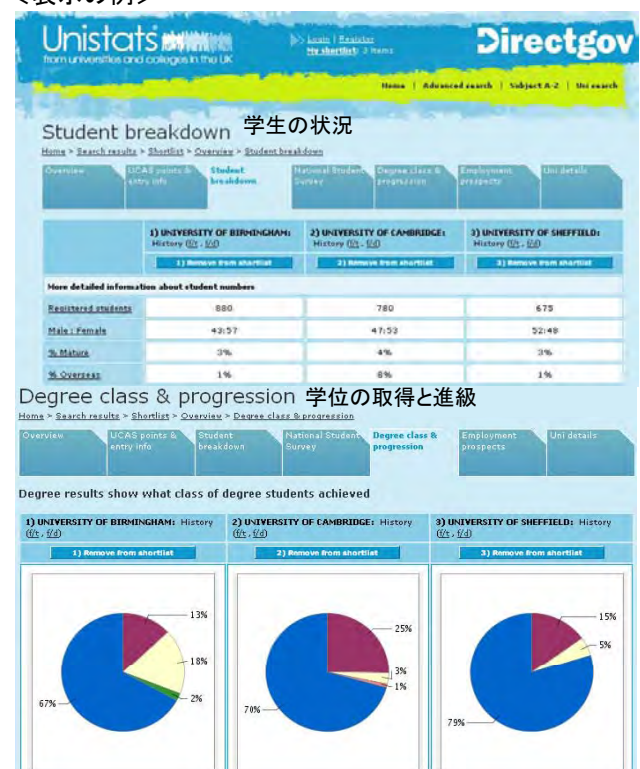 ＜表示の例＞
Unistats
from universities and colleges in the UK
Login | Register
My shortlist: 3 items
Directgov
Home | Advanced search | Subject A-Z | Uni search
Student breakdown 学生の状況
Home > Search results > Shortlist > Overview > Student breakdown
Overview
UCAS points & entry info
Student breakdown
National Student Survey
Degree class & progression
Employment prospects
Uni details
1) UNIVERSITY OF BIRMINGHAM: History (f/t , f/d)
2) UNIVERSITY OF CAMBRIDGE: History (f/t , f/d)
3) UNIVERSITY OF SHEFFIELD: History (f/t , f/d)
1) Remove from shortlist
2) Remove from shortlist
3) Remove from shortlist
More detailed information about student numbers
Registered students 880 780 675
Male : Female 43:57 47:53 52:48
% Mature 3% 4% 3%
% Overseas 1% 8% 1%
Degree class & progression 学位の取得と進級
Home > Search results > Shortlist > Overview > Degree class & progression
Overview
UCAS points & entry info
Student breakdown
National Student Survey
Degree class & progression
Employment prospects
Uni details
Degree results show what class of degree students achieved
1) UNIVERSITY OF BIRMINGHAM: History (f/t , f/d)
2) UNIVERSITY OF CAMBRIDGE: History (f/t , f/d)
3) UNIVERSITY OF SHEFFIELD: History (f/t , f/d)
1) Remove from shortlist
2) Remove from shortlist
3) Remove from shortlist
13%
18%
2%
67%
25%
3%
1%
70%
15%
5%
79%